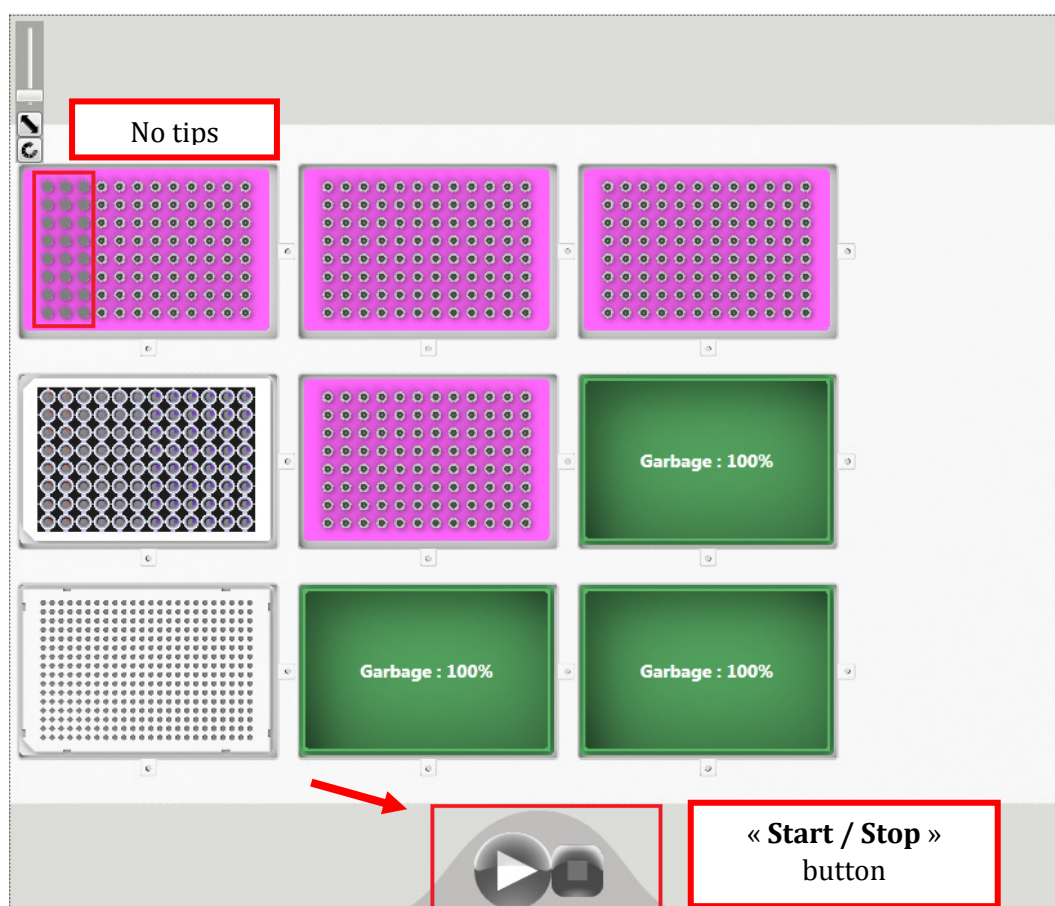 No tips
Garbage : 100%
Garbage : 100%
Garbage : 100%
« Start / Stop »
button